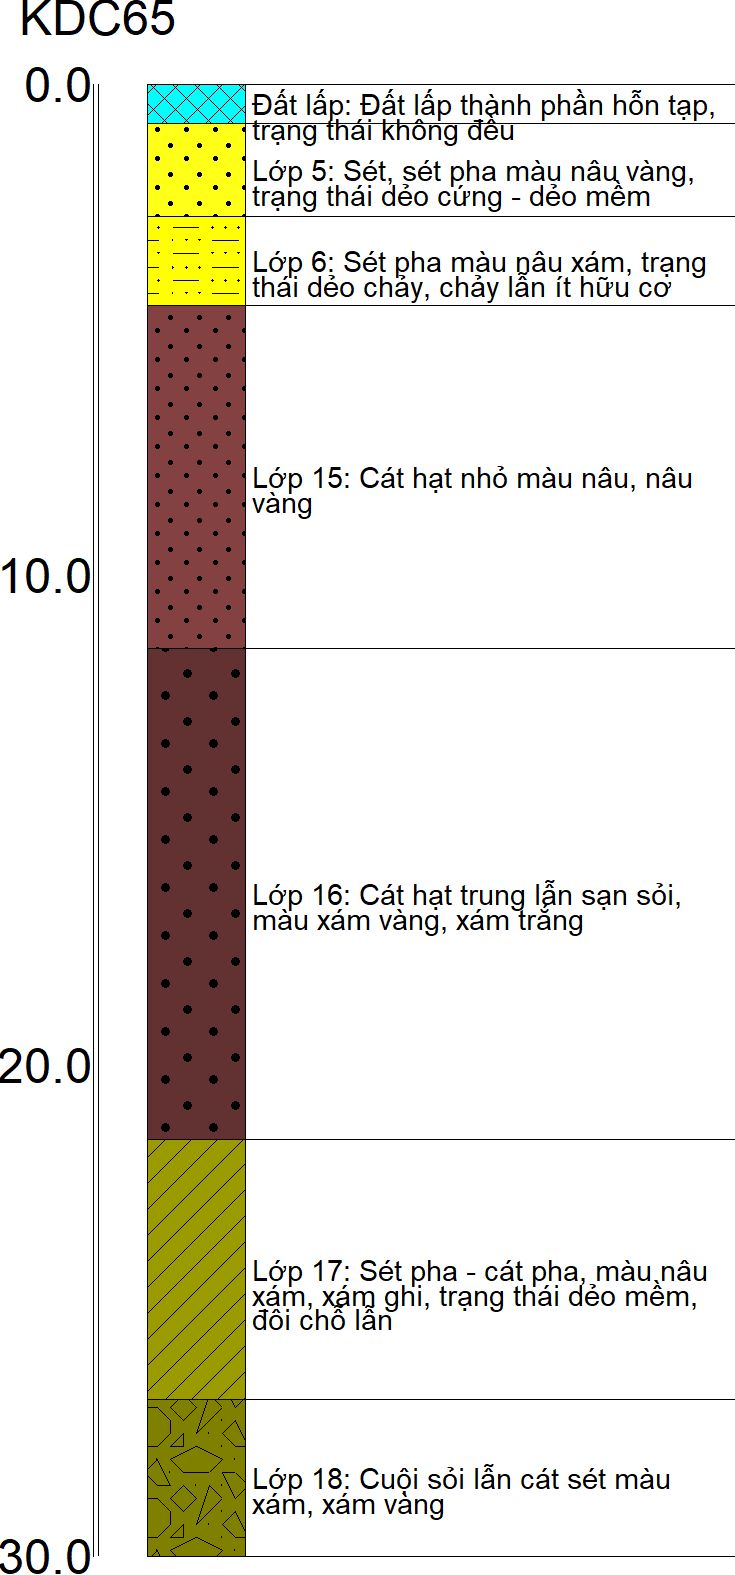 KDC65
0.0
Đất lấp: Đất lấp thành phần hỗn tạp,
trạng thái không đều
Lớp 5: Sét, sét pha màu nâu vàng,
trạng thái dẻo cứng - dẻo mềm
Lớp 6: Sét pha màu nâu xám, trạng
thái dẻo chảy, chảy lẫn ít hữu cơ
Lớp 15: Cát hạt nhỏ màu nâu, nâu
vàng
10.0
Lớp 16: Cát hạt trung lẫn sạn sỏi,
màu xám vàng, xám trắng
20.0
Lớp 17: Sét pha - cát pha, màu nâu
xám, xám ghi, trạng thái dẻo mềm,
đôi chỗ lẫn
Lớp 18: Cuội sỏi lẫn cát sét màu
xám, xám vàng
30.0